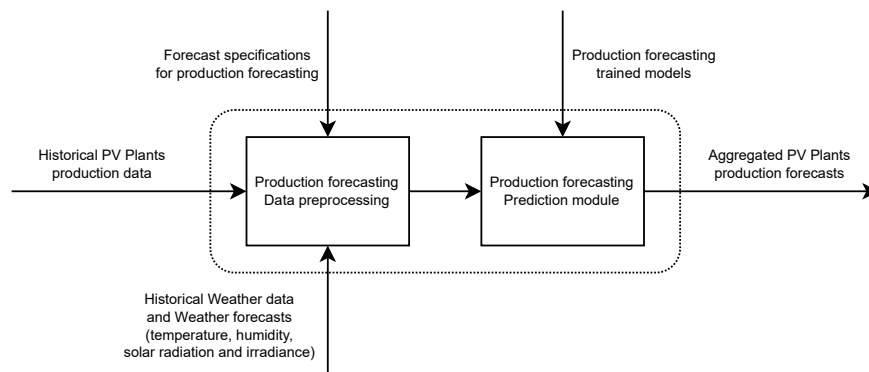 Forecast specifications
for production forecasting
Production forecasting
trained models
Historical PV Plants
production data
Production forecasting
Data preprocessing
Production forecasting
Prediction module
Aggregated PV Plants
production forecasts
Historical Weather data
and Weather forecasts
(temperature, humidity,
solar radiation and irradiance)